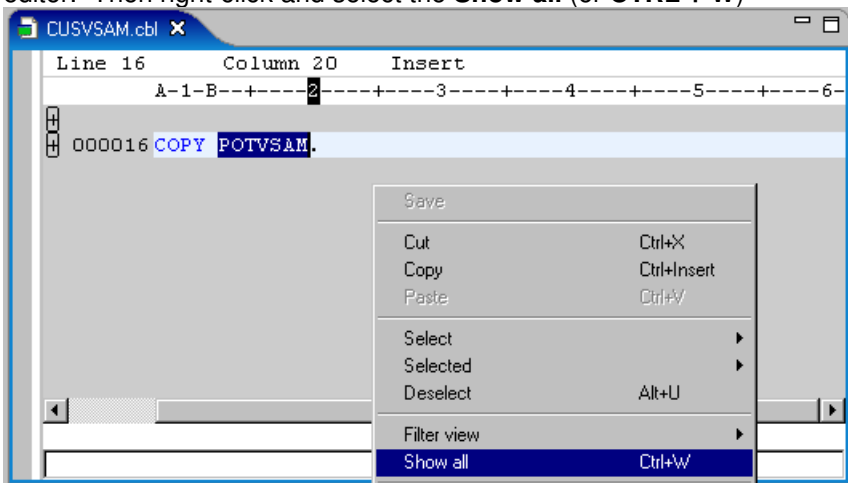 editor. Then right-click and select the Show all (or CTRL + W)
CUSVSAM.cbl
Line 16 Column 20 Insert
A-1-B--+----2----+----3----+----4----+----5----+----6-
000016 COPY POTVSAM.
Save
Cut Ctrl+X
Copy Ctrl+Insert
Paste Ctrl+V
Select
Selected
Deselect Alt+U
Filter view
Show all Ctrl+W